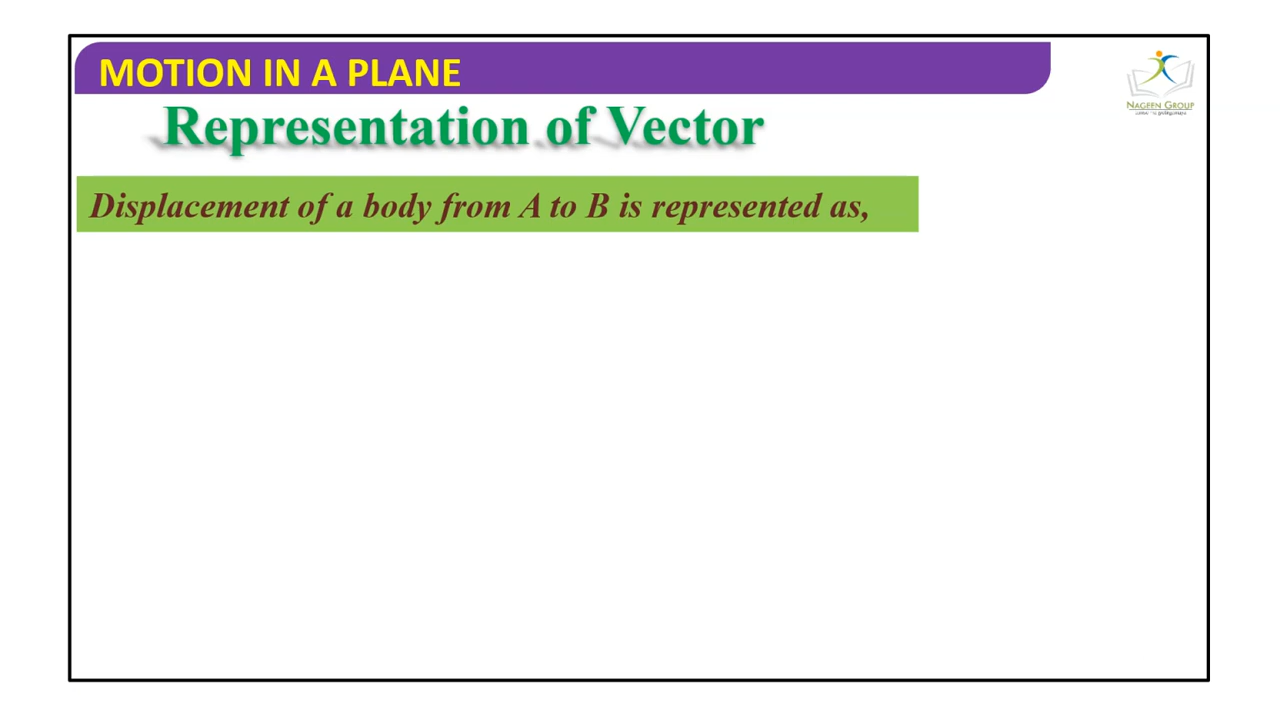 MOTION IN A PLANE
NAGEEN GROUP
Representation of Vector
Displacement of a body from A to B is represented as,